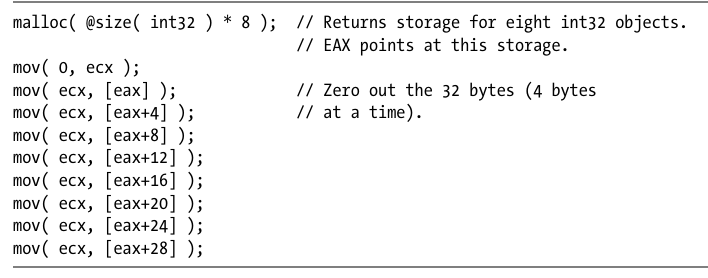 malloc( @size( int32 ) * 8 );  // Returns storage for eight int32 objects.
                               // EAX points at this storage.
mov( 0, ecx );
mov( ecx, [eax] );             // Zero out the 32 bytes (4 bytes
mov( ecx, [eax+4] );           // at a time).
mov( ecx, [eax+8] );
mov( ecx, [eax+12] );
mov( ecx, [eax+16] );
mov( ecx, [eax+20] );
mov( ecx, [eax+24] );
mov( ecx, [eax+28] );